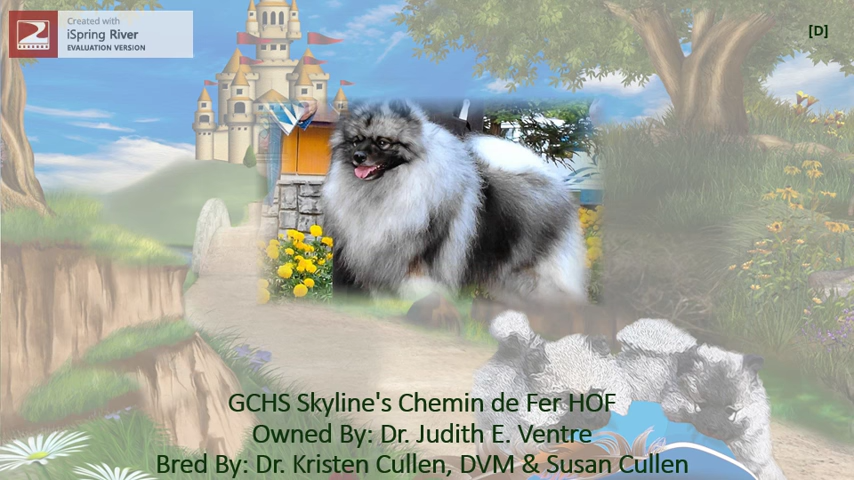 Created with
iSpring River
EVALUATION VERSION
[D]
GCHS Skyline's Chemin de Fer HOF
Owned By: Dr. Judith E. Ventre
Bred By: Dr. Kristen Cullen, DVM & Susan Cullen